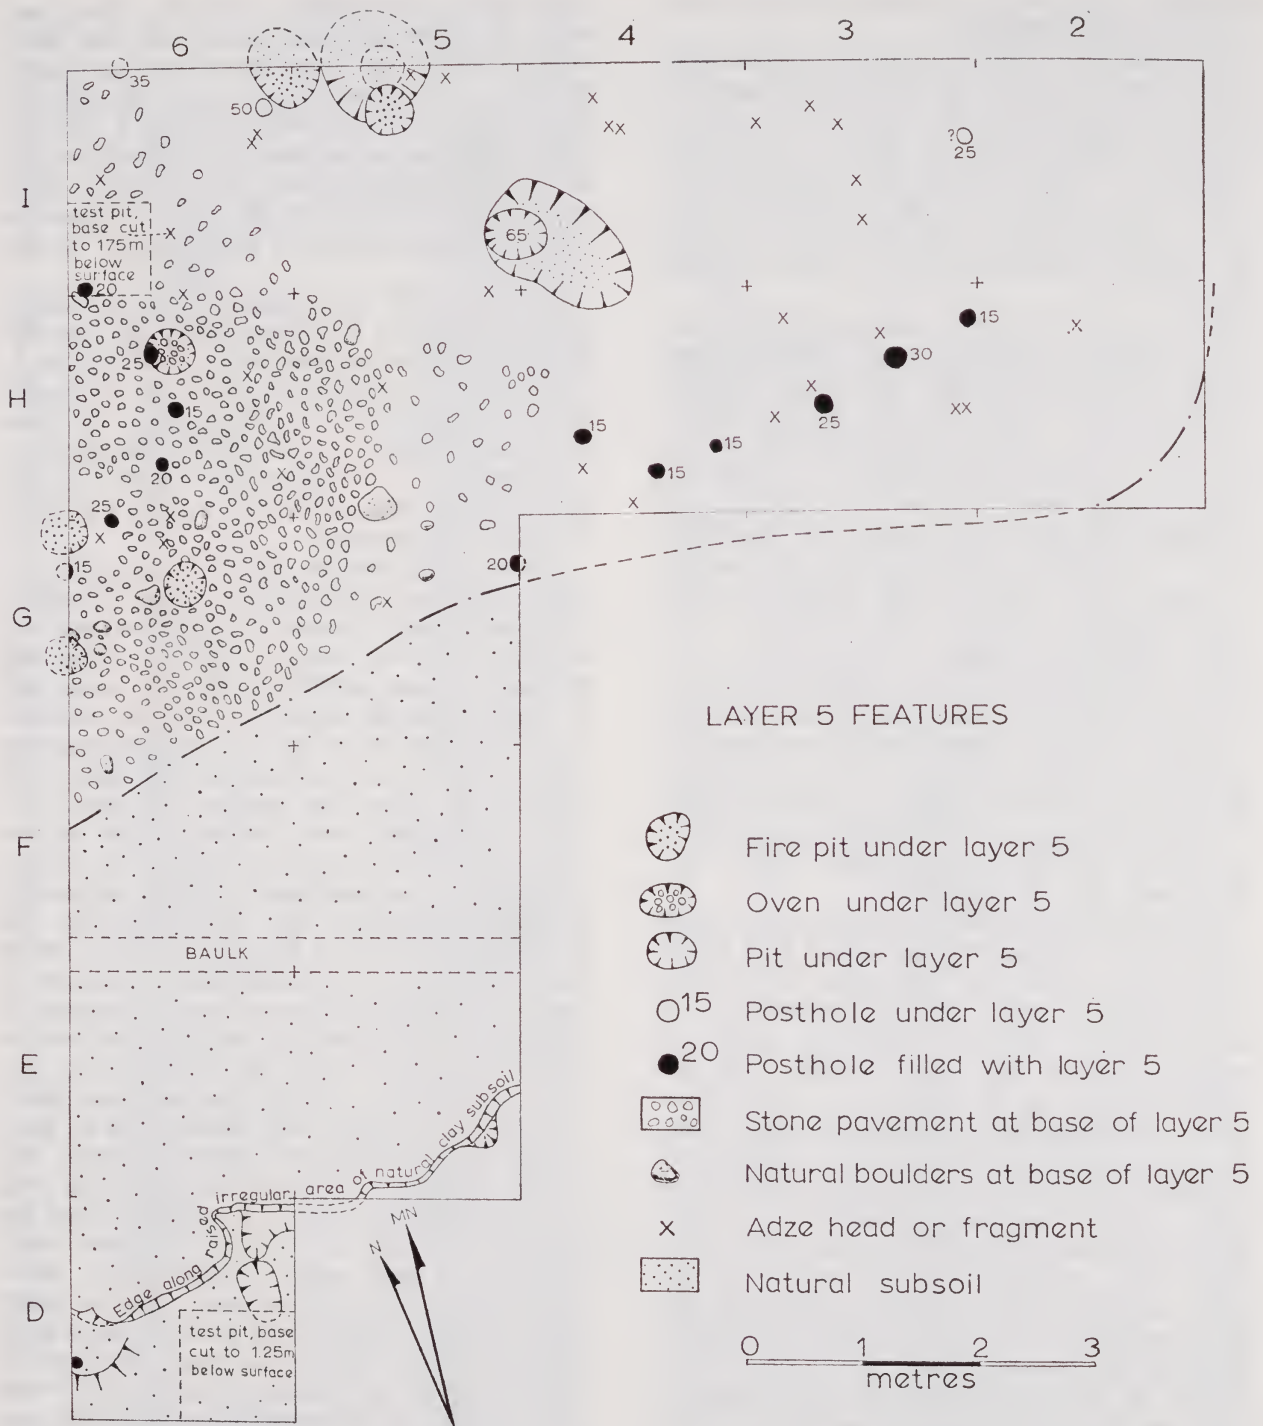 6 5 4 3 2
35
50
?
25
I
test pit,
base cut
to 175m
below
surface
65
20
15
30
25
H
15
15
25
15
15
20
25
15
20
G
LAYER 5 FEATURES
F
Fire pit under layer 5
Oven under layer 5
BAULK
Pit under layer 5
15 Posthole under layer 5
E
20 Posthole filled with layer 5
Stone pavement at base of layer 5
Natural boulders at base of layer 5
Edge along raised irregular area of natural clay subsoil
MN
N
Adze head or fragment
Natural subsoil
D
test pit, base
cut to 1.25m
below surface
0 1 2 3
metres